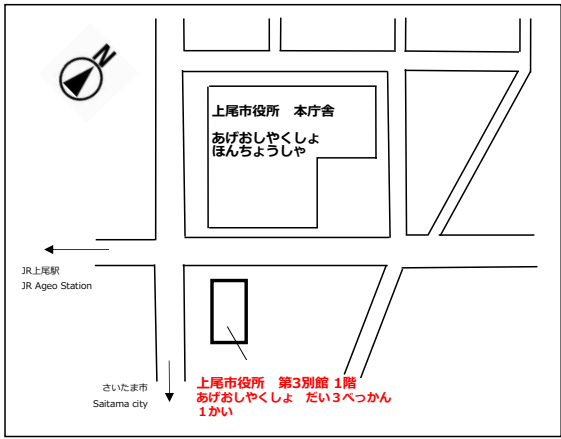 N
上尾市役所　本庁舎
あげおしやくしょ
ほんちょうしゃ
JR上尾駅
JR Ageo Station
さいたま市
Saitama city
上尾市役所　第3別館 1階
あげおしやくしょ　だい３べっかん
１かい